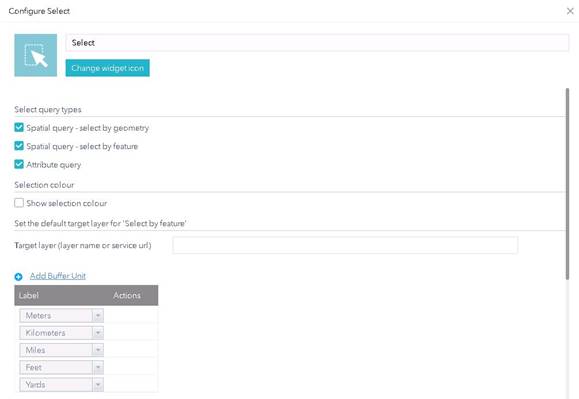 Configure Select
Select
Change widget icon
Select query types
Spatial query - select by geometry
Spatial query - select by feature
Attribute query
Selection colour
Show selection colour
Set the default target layer for 'Select by feature'
Target layer (layer name or service url)
Add Buffer Unit
Label Actions
Meters
Kilometers
Miles
Feet
Yards